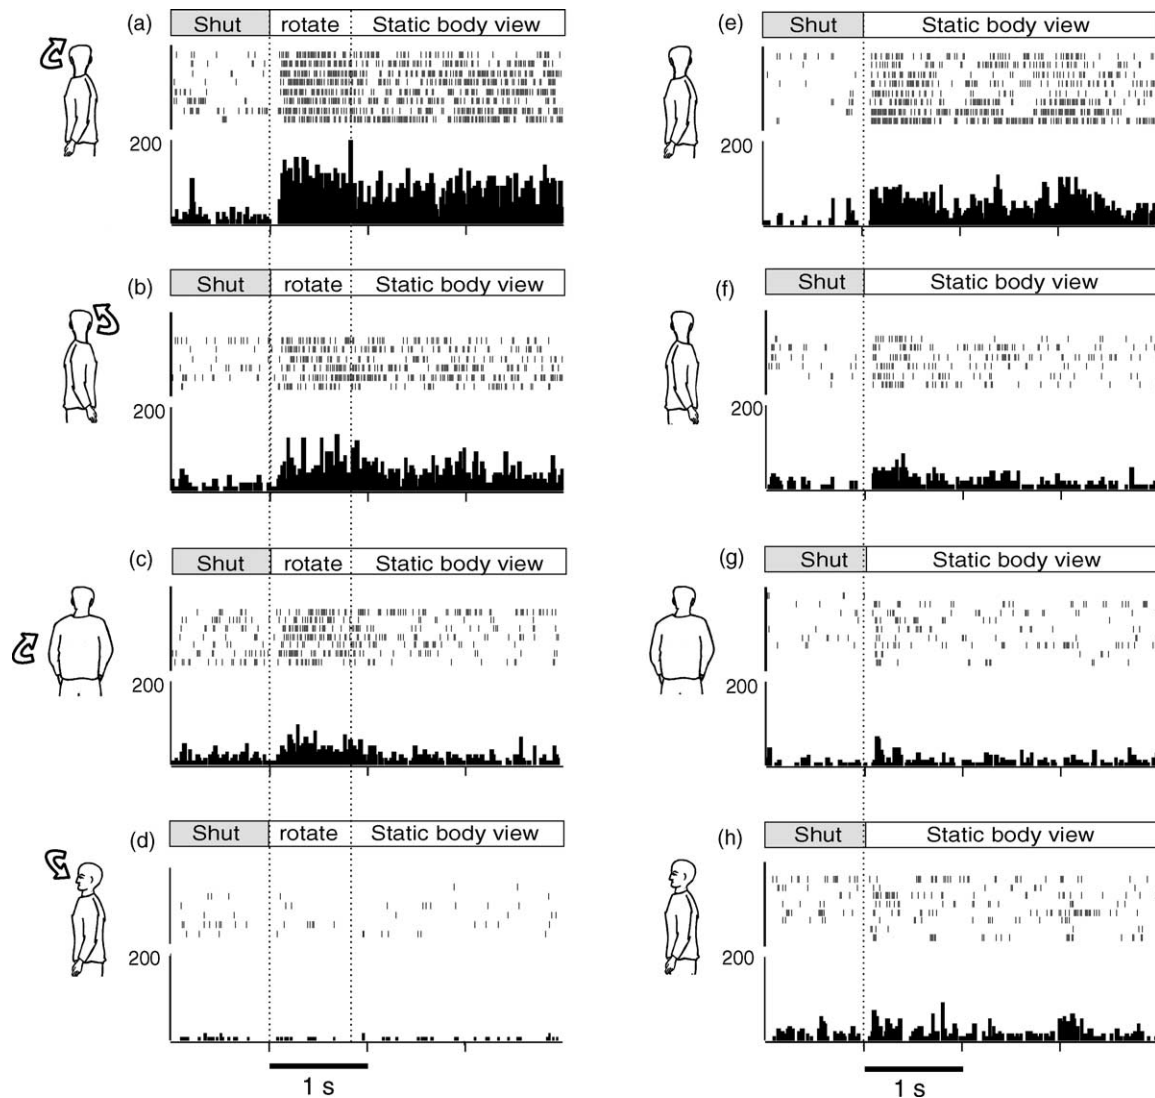 (a) Shut rotate Static body view
200
(b) Shut rotate Static body view
200
(c) Shut rotate Static body view
200
(d) Shut rotate Static body view
200
1 s
(e) Shut Static body view
200
(f) Shut Static body view
200
(g) Shut Static body view
200
(h) Shut Static body view
200
1 s